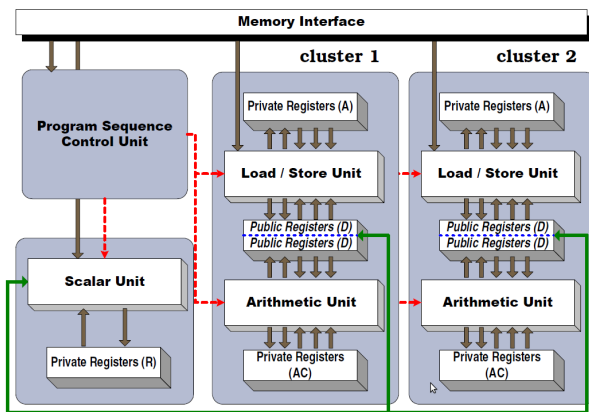 Memory Interface
cluster 1
cluster 2
Program Sequence
Control Unit
Scalar Unit
Private Registers (R)
Private Registers (A)
Load / Store Unit
Public Registers (D)
Public Registers (D)
Arithmetic Unit
Private Registers
(AC)
Private Registers (A)
Load / Store Unit
Public Registers (D)
Public Registers (D)
Arithmetic Unit
Private Registers
(AC)